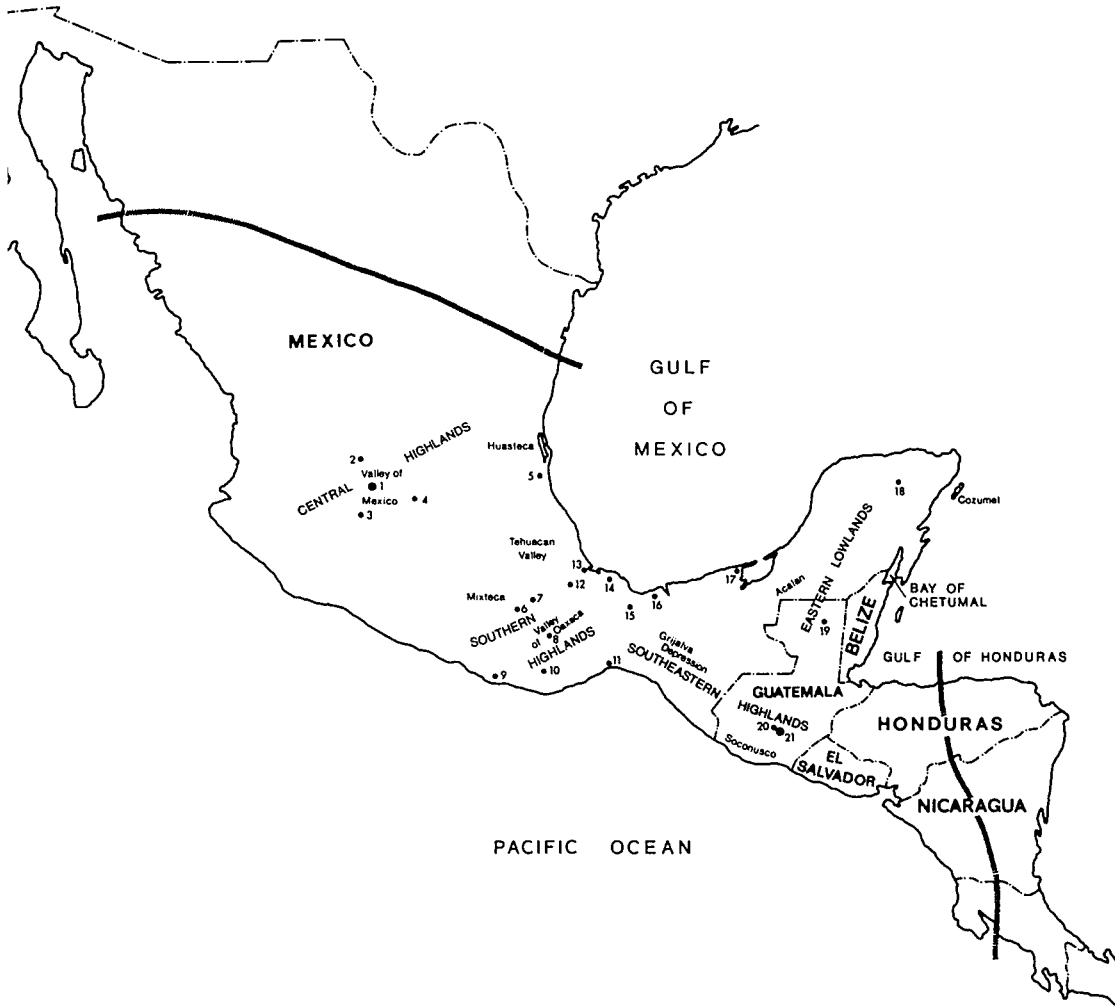 MEXICO
GULF
OF
MEXICO
Huasteca
CENTRAL HIGHLANDS
2
Valley of
1
Mexico
4
3
5
18
Cozumel
Tehuacan
Valley
13
12
14
17
16
15
Acalan
EASTERN LOWLANDS
BELIZE
BAY OF
CHETUMAL
19
Mixteca
7
6
SOUTHERN
HIGHLANDS
Valley
of Oaxaca
8
9
10
11
Grijalva
Depression
SOUTHEASTERN
HIGHLANDS
GULF OF HONDURAS
GUATEMALA
20
21
Soconusco
HONDURAS
EL
SALVADOR
NICARAGUA
PACIFIC OCEAN